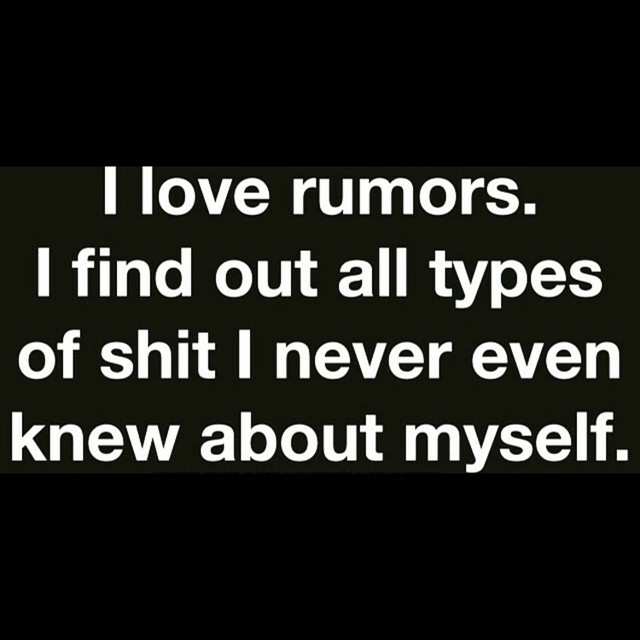 I love rumors.
I find out all types
of shit I never even
knew about myself.